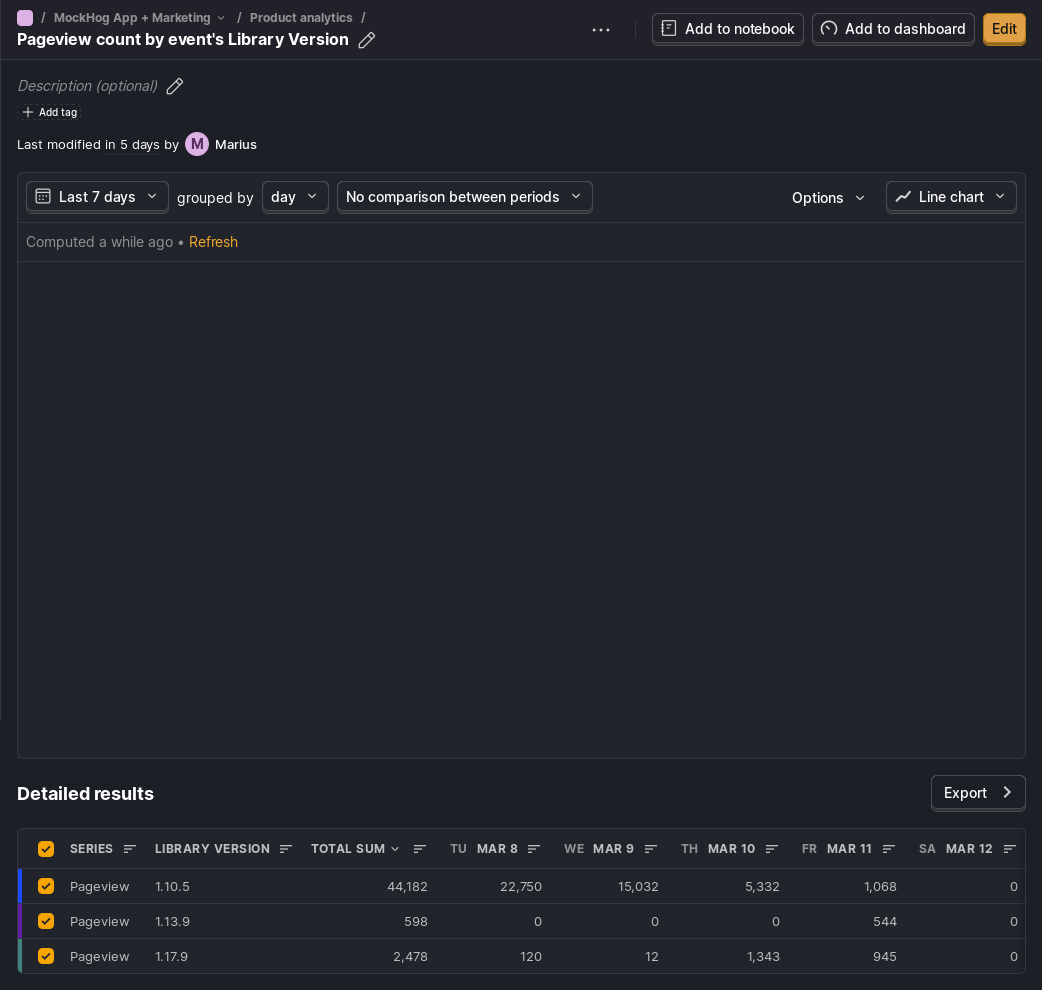 / MockHog App + Marketing / Product analytics /
Pageview count by event's Library Version
Add to notebook
Add to dashboard
Edit
Description (optional)
Add tag
Last modified in 5 days by M Marius
Last 7 days grouped by day No comparison between periods Options Line chart
Computed a while ago • Refresh
Detailed results
Export
SERIES LIBRARY VERSION TOTAL SUM TU MAR 8 WE MAR 9 TH MAR 10 FR MAR 11 SA MAR 12
Pageview 1.10.5 44,182 22,750 15,032 5,332 1,068 0
Pageview 1.13.9 598 0 0 0 544 0
Pageview 1.17.9 2,478 120 12 1,343 945 0